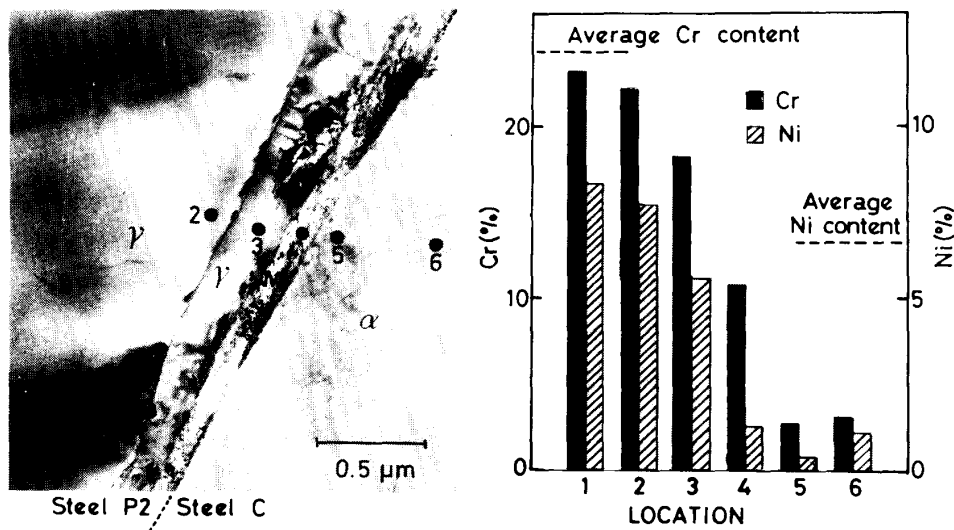 2
γ
3
γ
5
6
α
0.5 μm
Steel P2 Steel C
Average Cr content
Cr
Ni
20
10
0
Cr(%)
10
5
0
Ni(%)
Average
Ni content
1 2 3 4 5 6
LOCATION